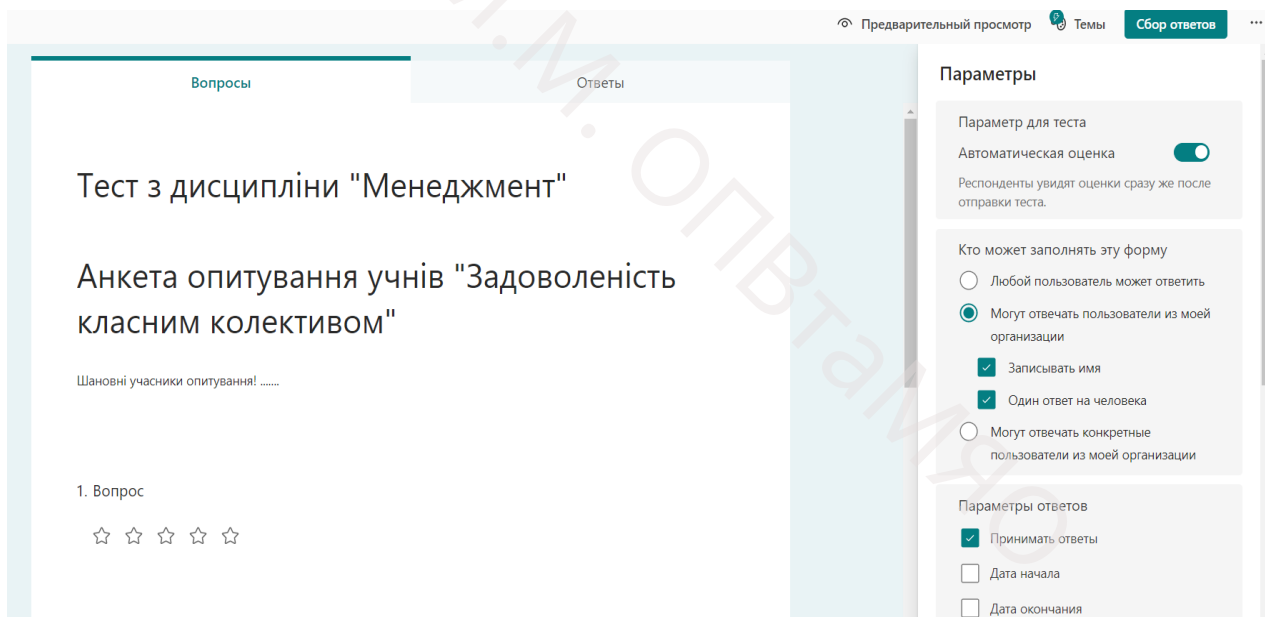 Предварительный просмотр
Темы
Сбор ответов
Вопросы
Ответы
Тест з дисципліни "Менеджмент"
Анкета опитування учнів "Задоволеність
класним колективом"
Шановні учасники опитування! .......
1. Вопрос
Параметры
Параметр для теста
Автоматическая оценка
Респонденты увидят оценки сразу же после
отправки теста.
Кто может заполнять эту форму
Любой пользователь может ответить
Могут отвечать пользователи из моей
организации
Записывать имя
Один ответ на человека
Могут отвечать конкретные
пользователи из моей организации
Параметры ответов
Принимать ответы
Дата начала
Дата окончания
.М. ОПВтаМЯО